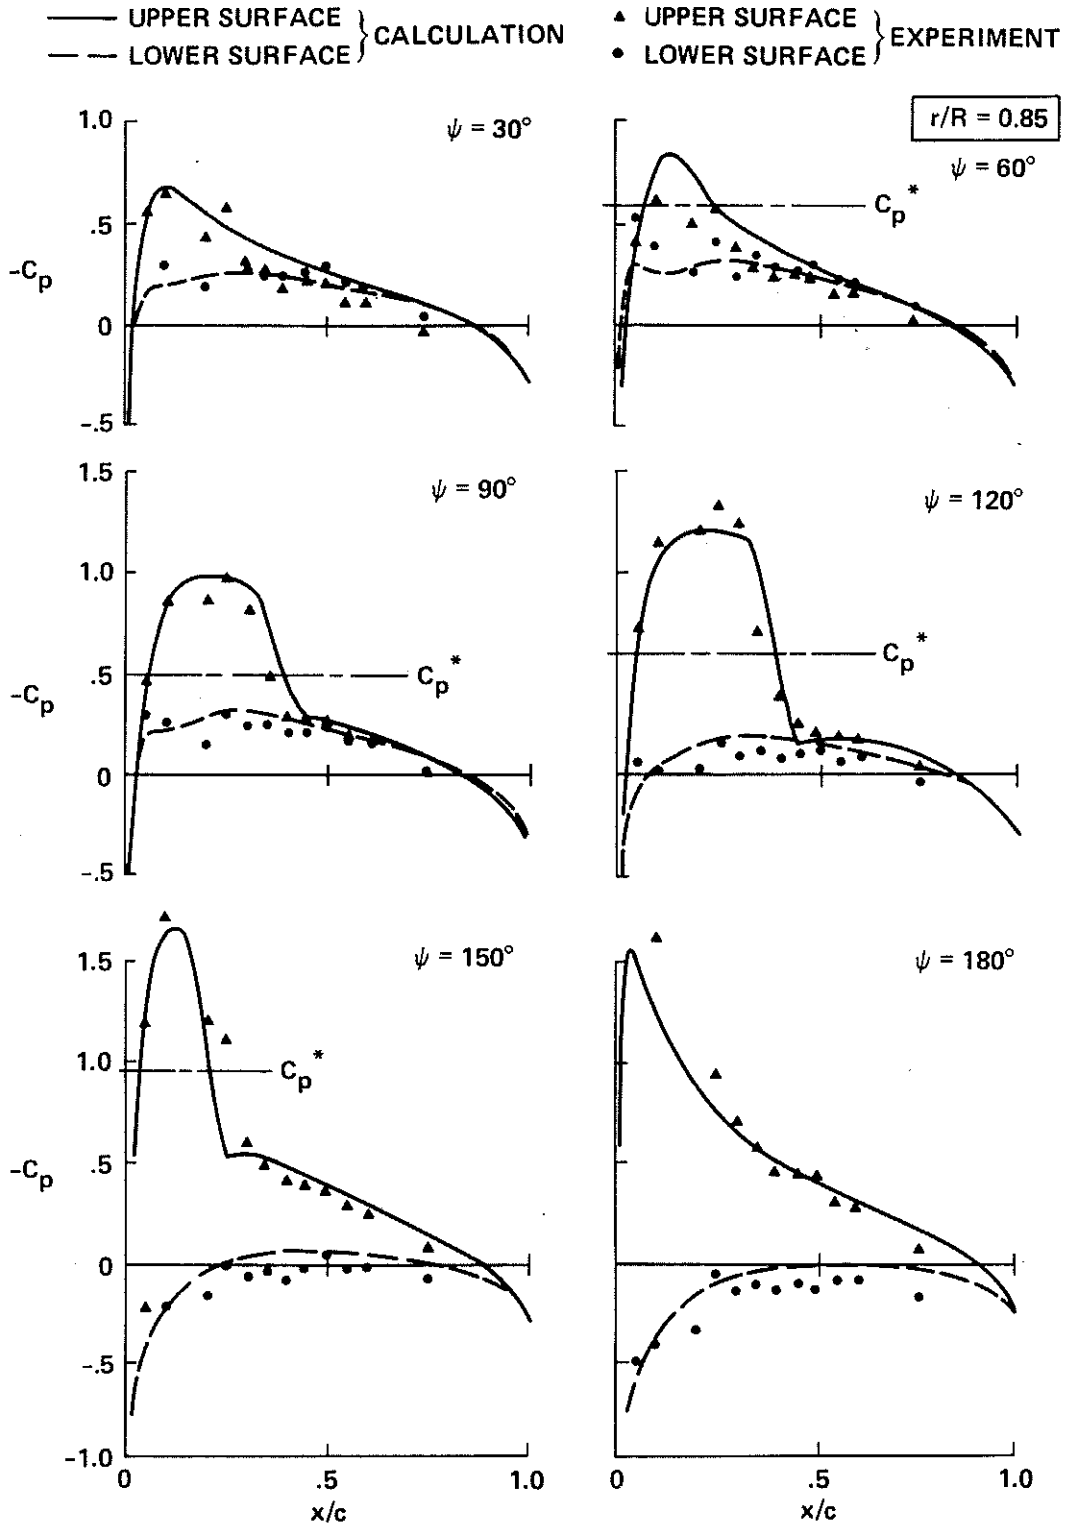 UPPER SURFACE
LOWER SURFACE
CALCULATION
UPPER SURFACE
LOWER SURFACE
EXPERIMENT
r/R = 0.85
1.0
.5
0
-.5
-Cp
ψ = 30°
ψ = 60°
Cp*
1.5
1.0
.5
0
-.5
-Cp
ψ = 90°
Cp*
ψ = 120°
Cp*
1.5
1.0
.5
0
-.5
-1.0
-Cp
ψ = 150°
Cp*
0 .5 1.0
x/c
ψ = 180°
0 .5 1.0
x/c